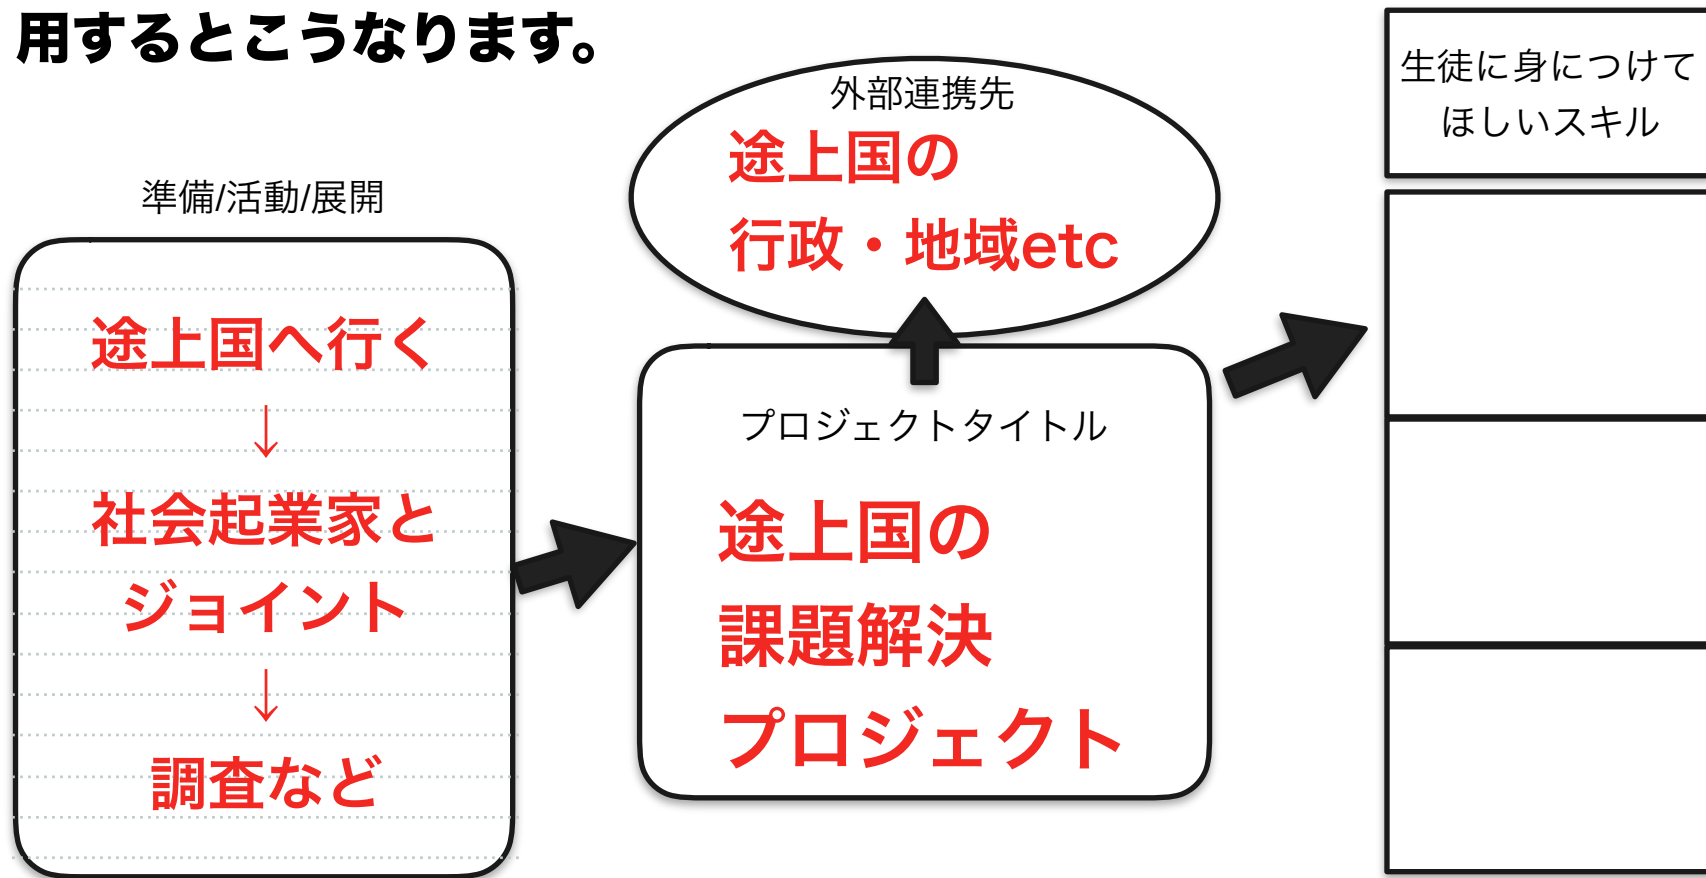 用するとこうなります。
準備/活動/展開
途上国へ行く
↓
社会起業家と
ジョイント
↓
調査など
外部連携先
途上国の
行政・地域etc
プロジェクトタイトル
途上国の
課題解決
プロジェクト
生徒に身につけて
ほしいスキル